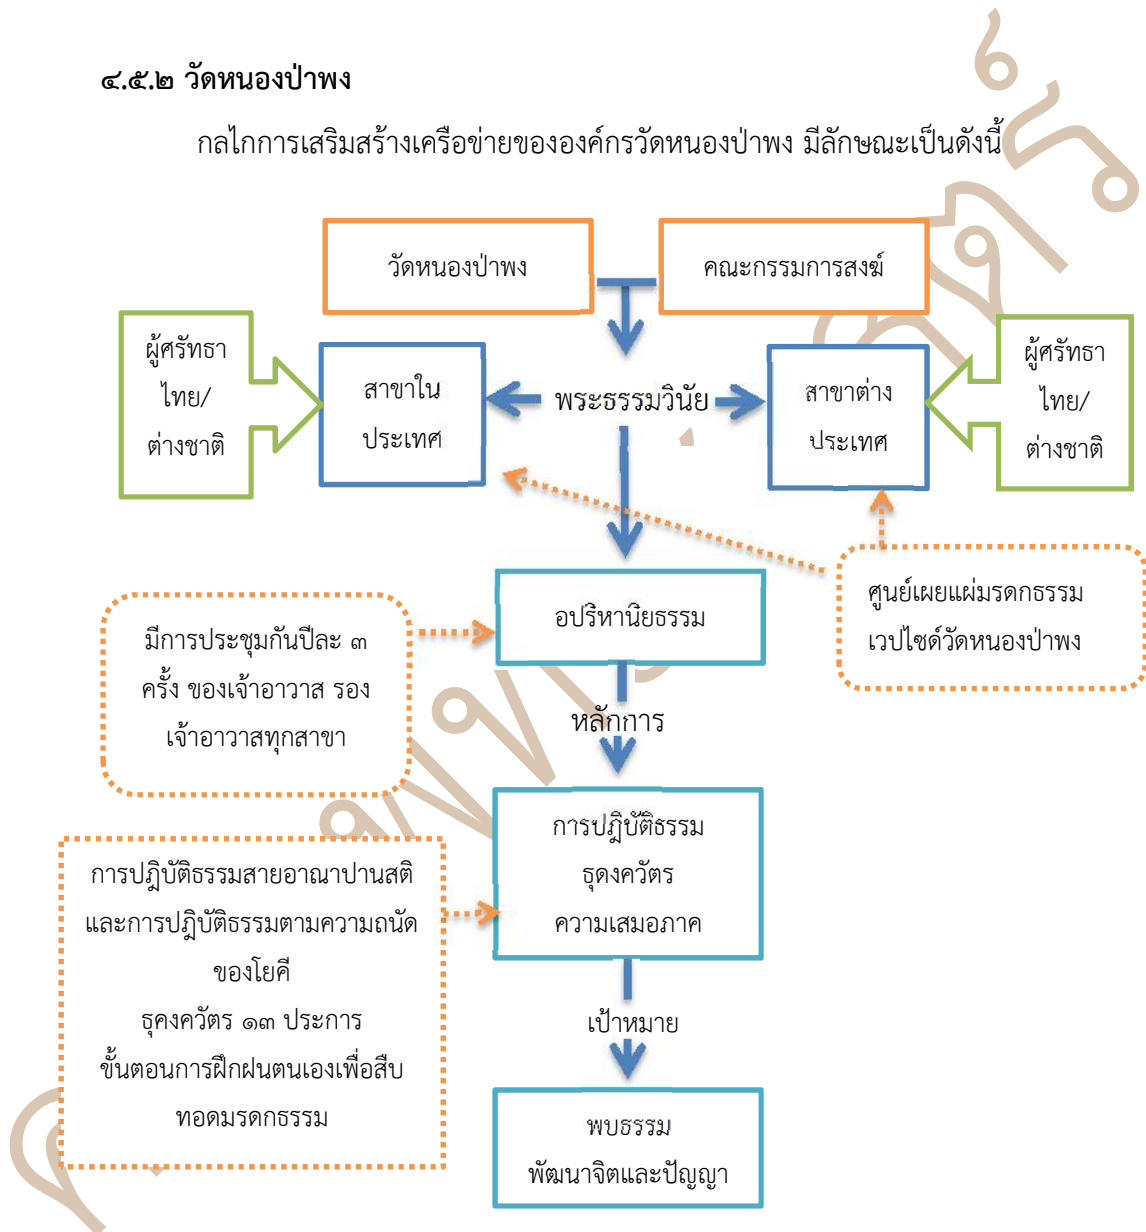 ๔.๕.๒ วัดหนองป่าพง
กลไกการเสริมสร้างเครือข่ายขององค์กรวัดหนองป่าพง มีลักษณะเป็นดังนี้
วัดหนองป่าพง
คณะกรรมการสงฆ์
ผู้ศรัทธา
ไทย/
ต่างชาติ
สาขาใน
ประเทศ
พระธรรมวินัย
สาขาต่าง
ประเทศ
ผู้ศรัทธา
ไทย/
ต่างชาติ
ศูนย์เผยแผ่มรดกธรรม
เวปไซด์วัดหนองป่าพง
อปริหานิยธรรม
มีการประชุมกันปีละ ๓
ครั้ง ของเจ้าอาวาส รอง
เจ้าอาวาสทุกสาขา
หลักการ
การปฎิบัติธรรม
ธุดงควัตร
ความเสมอภาค
การปฎิบัติธรรมสายอาณาปานสติ
และการปฎิบัติธรรมตามความถนัด
ของโยคี
ธุคงควัตร ๑๓ ประการ
ขั้นตอนการฝึกฝนตนเองเพื่อสืบ
ทอดมรดกธรรม
เป้าหมาย
พบธรรม
พัฒนาจิตและปัญญา